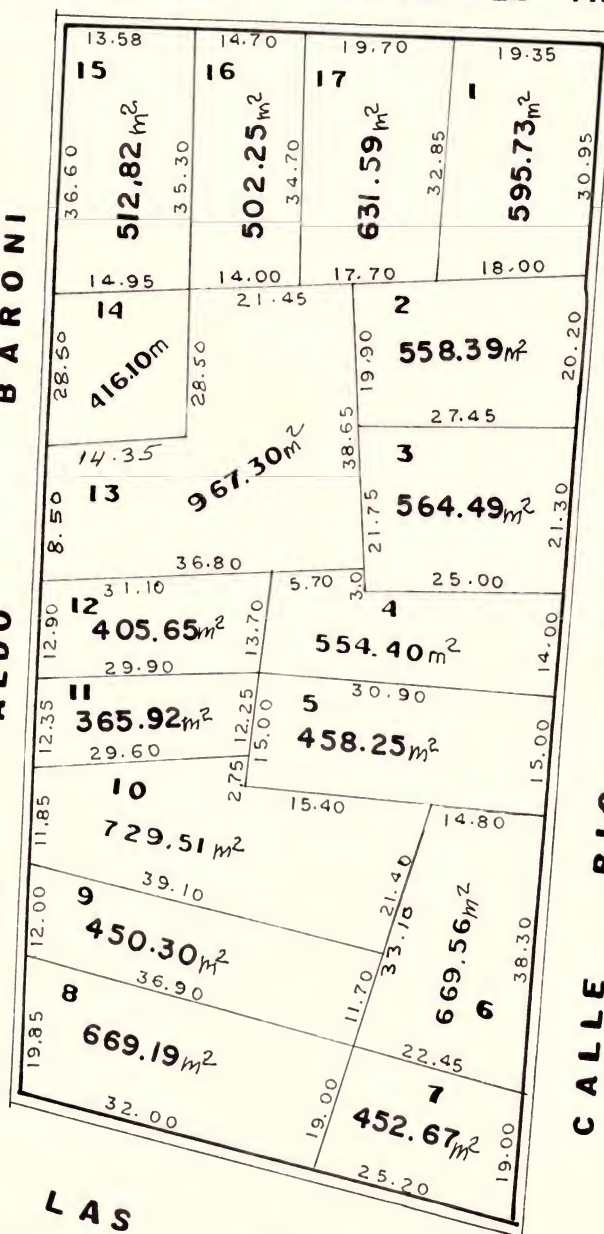 13.58 14.70 19.70 19.35
15 16 17 1
36.60 512.82m² 35.30 502.25m² 34.70 631.59m² 32.85 595.73m² 30.95
14.95 14.00 17.70 18.00
21.45
14 2
28.50 416.10m 28.50 19.90 558.39m² 20.20
27.45
14.35 38.65 3
13 967.30m² 564.49m²
8.50 21.75 21.30
36.80 25.00
31.10 5.70 3.0
12 4
12.90 405.65m² 13.70 554.40m² 14.00
29.90 30.90
11 5
12.35 365.92m² 12.25 15.00 458.25m² 15.00
29.60
10 2.75 15.40 14.80
11.85 729.51m²
39.10 21.40 33.10 669.56m² 38.30
9 6
12.00 450.30m² 11.70
36.90 22.45
8 7
19.85 669.19m² 19.00 452.67m² 19.00
32.00 25.20
BARONI
ALDO
CALLE
LAS